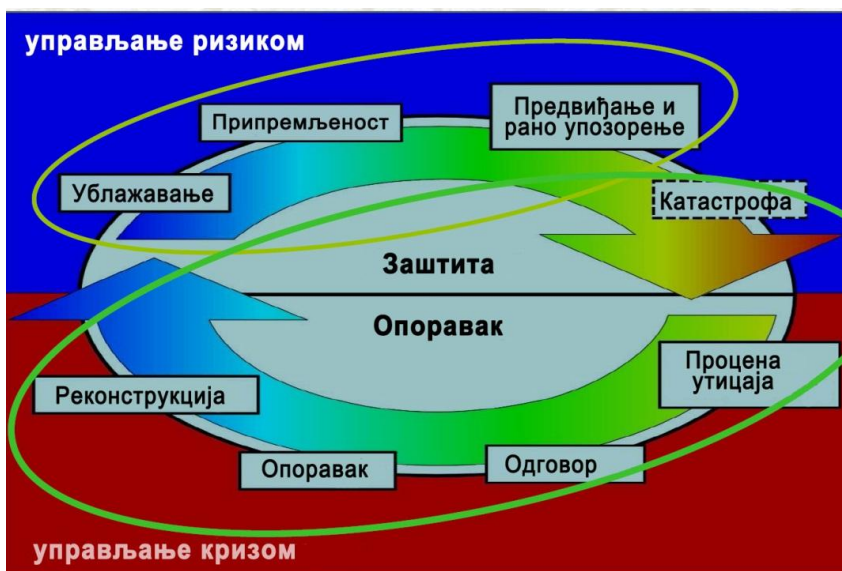 управљање ризиком
Предвиђање и
рано упозорење
Припремљеност
Ублажавање
Катастрофа
Заштита
Опоравак
Процена
утицаја
Реконструкција
Опоравак
Одговор
управљање кризом